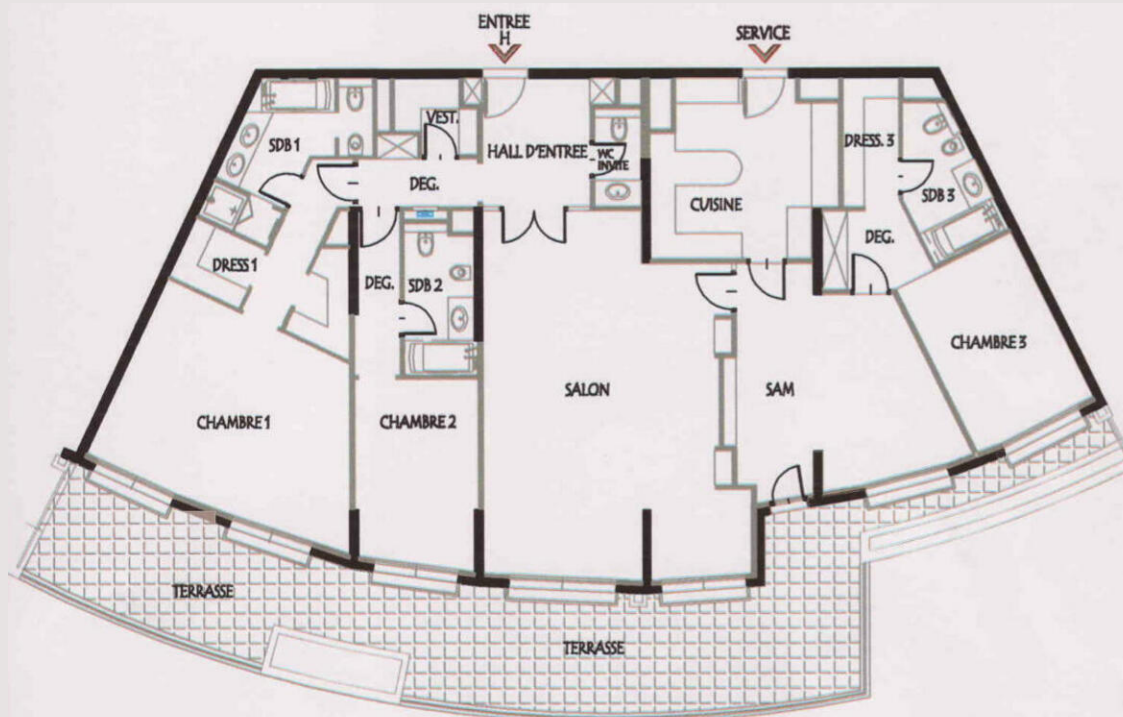 ENTREE
H
SERVICE
SDB 1
VEST.
HALL D'ENTREE
WC
INVITE
DRESS. 3
DEG.
CUISINE
SDB 3
DEG.
DRESS.1
DEG.
SDB 2
CHAMBRE 3
SALON
SAM
CHAMBRE 1
CHAMBRE 2
TERRASSE
TERRASSE